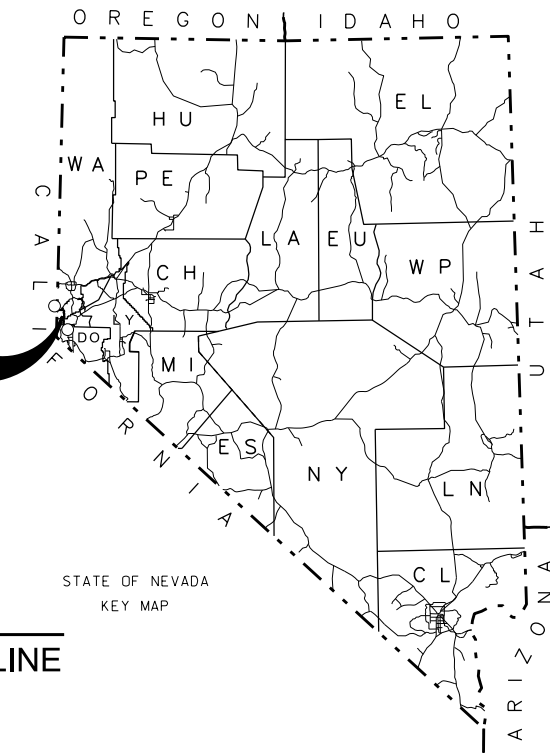 OREGON
IDAHO
HU
EL
WA
PE
LA
EU
WP
CH
Y
DO
MI
ES
NY
LN
CL
CALIFORNIA
UTAH
ARIZONA
STATE OF NEVADA
KEY MAP
LINE